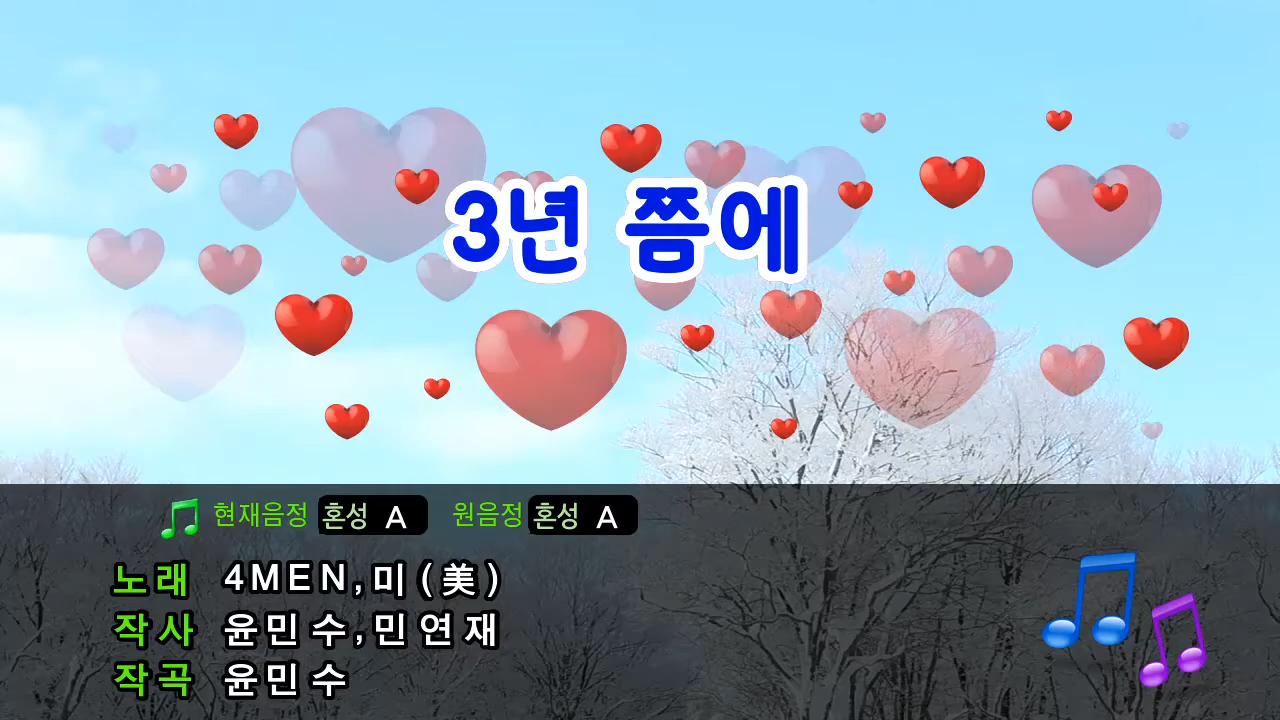 3년 쯤에
현재음정 혼성 A 원음정 혼성 A
노래 4MEN,미(美)
작사 윤민수,민연재
작곡 윤민수